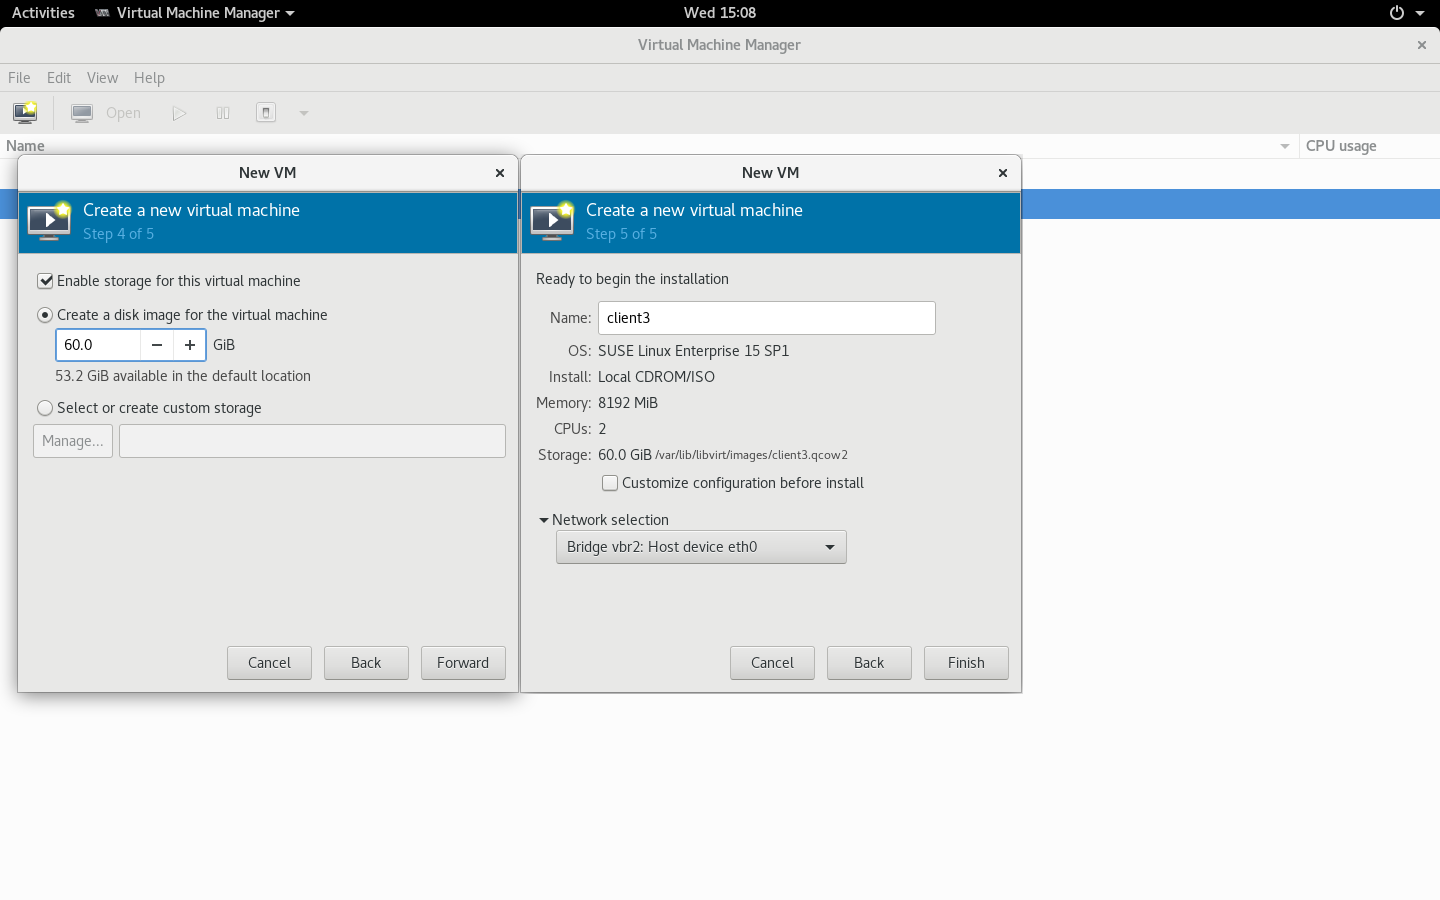 Activities Virtual Machine Manager Wed 15:08
Virtual Machine Manager
File Edit View Help
Open
Name CPU usage
New VM
Create a new virtual machine
Step 4 of 5
Enable storage for this virtual machine
Create a disk image for the virtual machine
60.0 GiB
53.2 GiB available in the default location
Select or create custom storage
Manage...
Cancel Back Forward
New VM
Create a new virtual machine
Step 5 of 5
Ready to begin the installation
Name: client3
OS: SUSE Linux Enterprise 15 SP1
Install: Local CDROM/ISO
Memory: 8192 MiB
CPUs: 2
Storage: 60.0 GiB /var/lib/libvirt/images/client3.qcow2
Customize configuration before install
Network selection
Bridge vbr2: Host device eth0
Cancel Back Finish